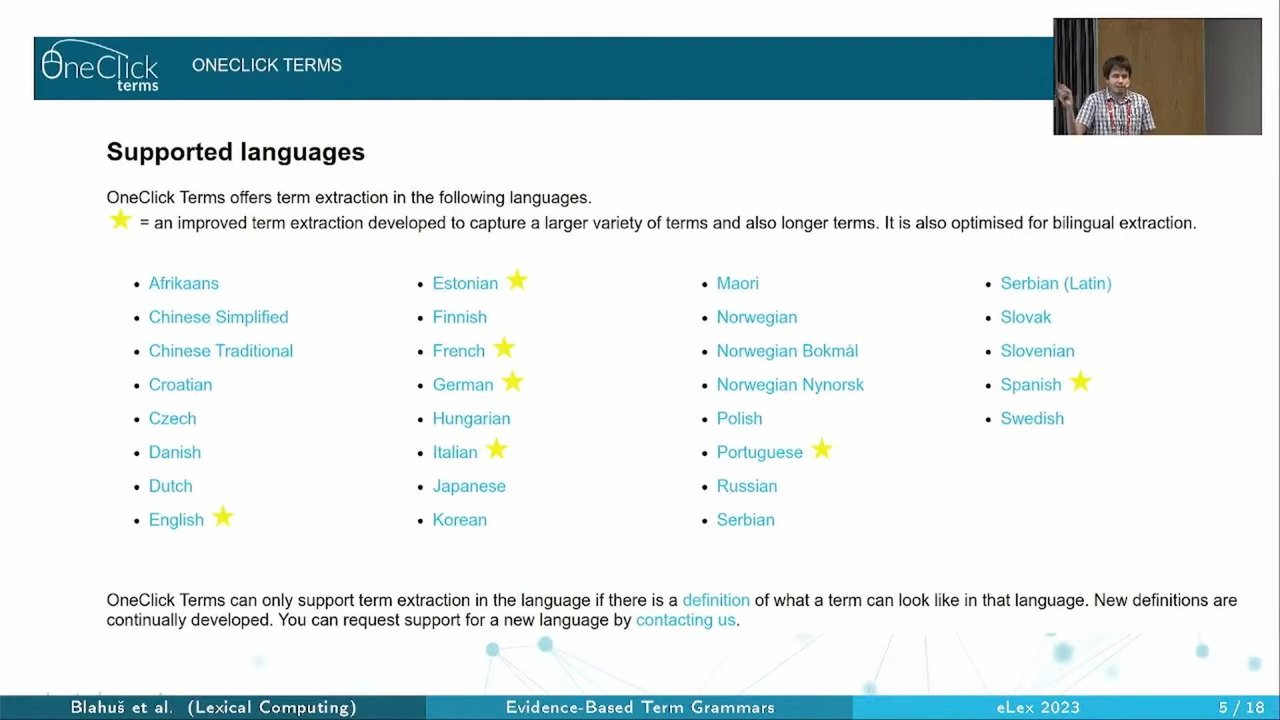 OneClick
terms
ONECLICK TERMS
Supported languages
OneClick Terms offers term extraction in the following languages.
= an improved term extraction developed to capture a larger variety of terms and also longer terms. It is also optimised for bilingual extraction.
Afrikaans
Chinese Simplified
Chinese Traditional
Croatian
Czech
Danish
Dutch
English
Estonian
Finnish
French
German
Hungarian
Italian
Japanese
Korean
Maori
Norwegian
Norwegian Bokmål
Norwegian Nynorsk
Polish
Portuguese
Russian
Serbian
Serbian (Latin)
Slovak
Slovenian
Spanish
Swedish
OneClick Terms can only support term extraction in the language if there is a definition of what a term can look like in that language. New definitions are
continually developed. You can request support for a new language by contacting us.
Blahuš et al. (Lexical Computing)
Evidence-Based Term Grammars
eLex 2023
5 / 18